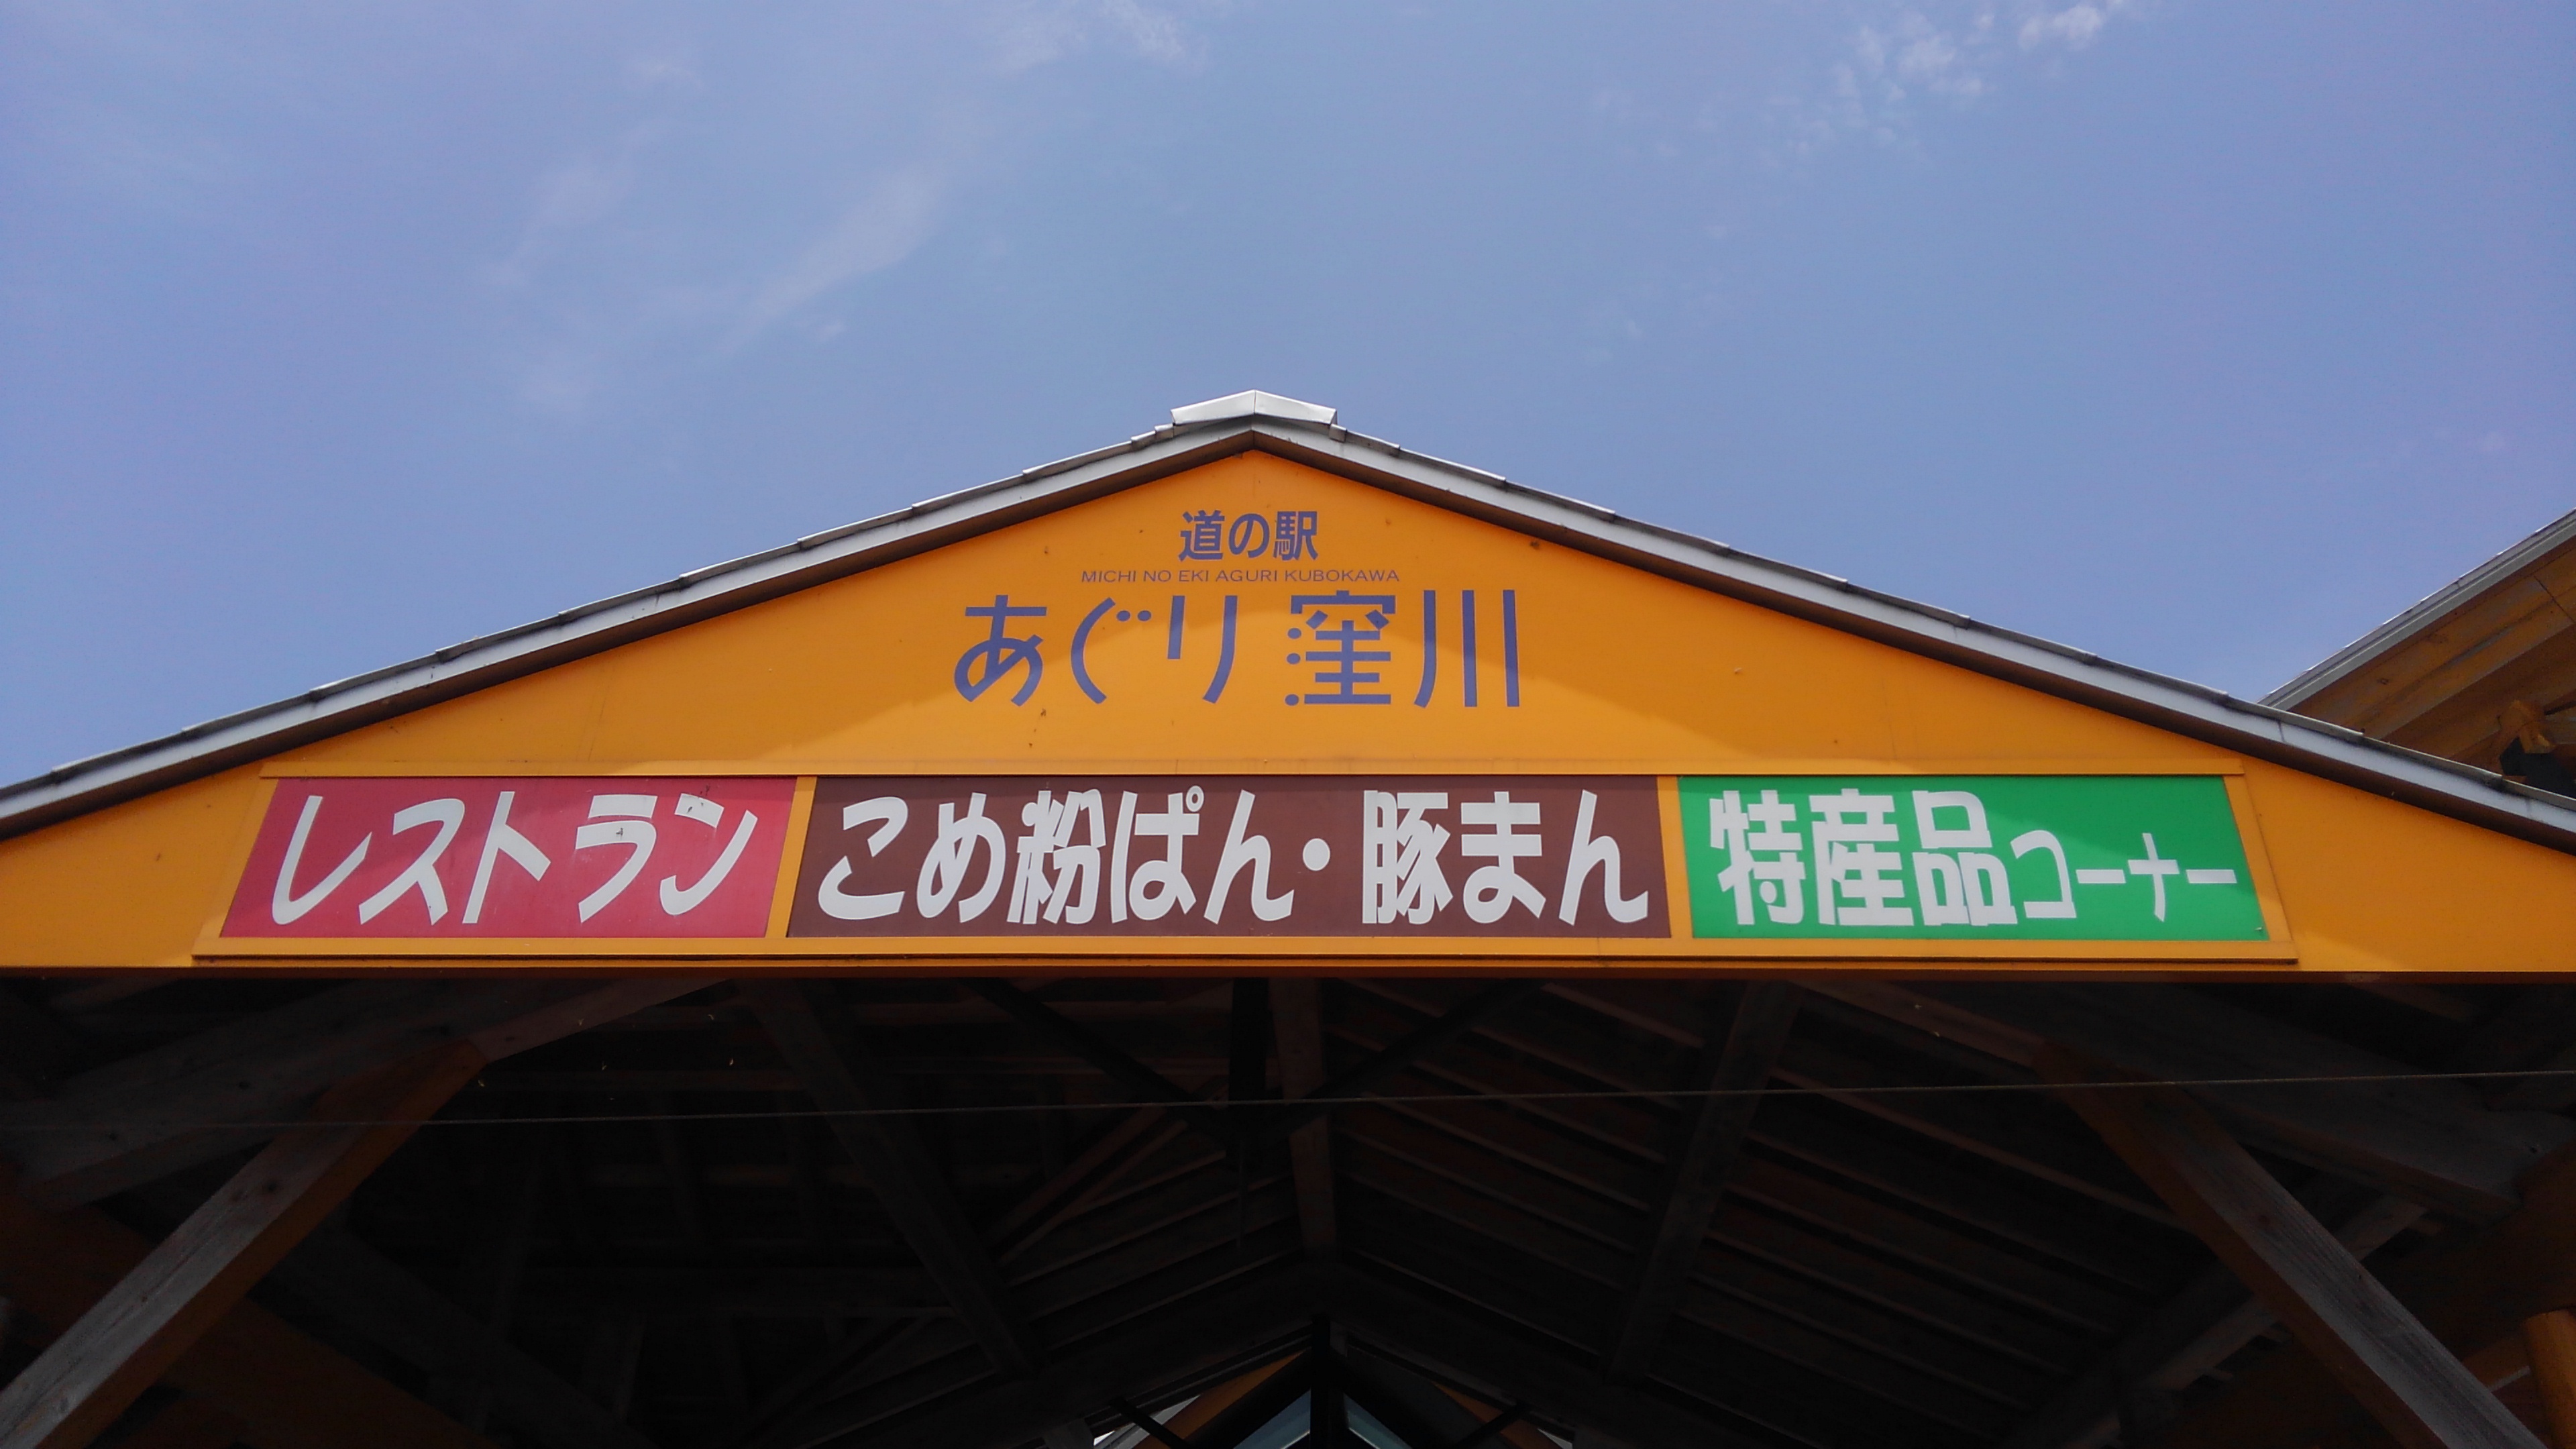 道の駅
MICHI NO EKI AGURI KUBOKAWA
あぐり窪川
レストラン
こめ粉ぱん・豚まん
特産品コーナー